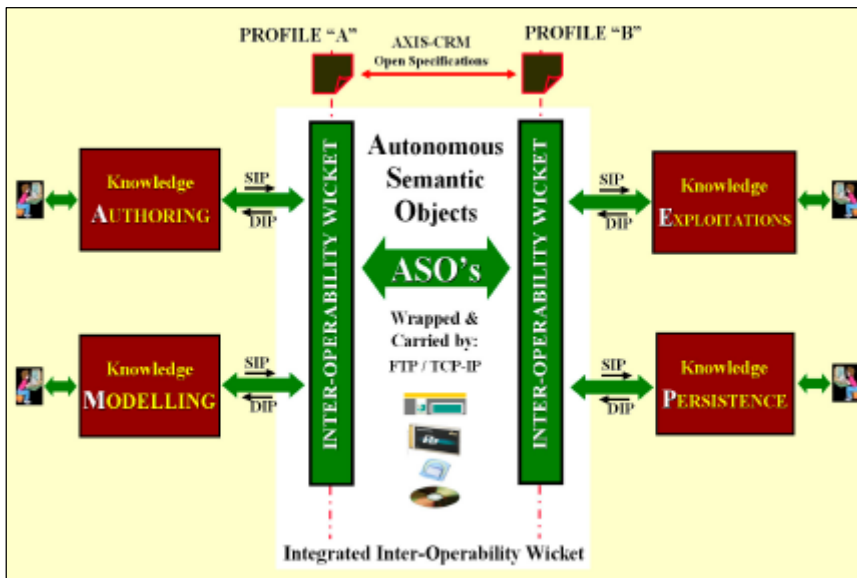 PROFILE “A”
AXIS-CRM
Open Specifications
PROFILE “B”
INTER-OPERABILITY WICKET
Autonomous
Semantic
Objects
ASO's
Wrapped &
Carried by:
FTP / TCP-IP
INTER-OPERABILITY WICKET
Knowledge
AUTHORING
SIP
DIP
SIP
DIP
Knowledge
EXPLOITATIONS
Knowledge
MODELLING
SIP
DIP
SIP
DIP
Knowledge
PERSISTENCE
Integrated Inter-Operability Wicket